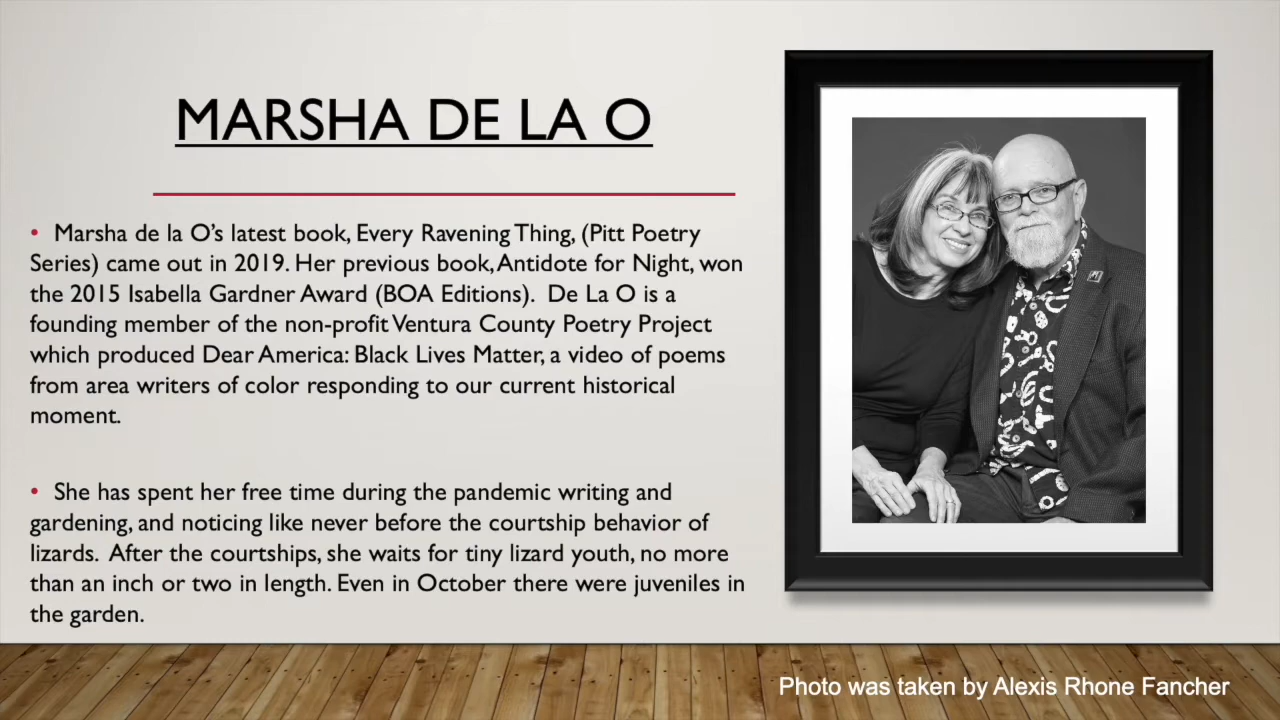 MARSHA DE LA O
• Marsha de la O’s latest book, Every Ravening Thing, (Pitt Poetry
Series) came out in 2019. Her previous book, Antidote for Night, won
the 2015 Isabella Gardner Award (BOA Editions).  De La O is a
founding member of the non-profit Ventura County Poetry Project
which produced Dear America: Black Lives Matter, a video of poems
from area writers of color responding to our current historical
moment.
• She has spent her free time during the pandemic writing and
gardening, and noticing like never before the courtship behavior of
lizards.  After the courtships, she waits for tiny lizard youth, no more
than an inch or two in length. Even in October there were juveniles in
the garden.
Photo was taken by Alexis Rhone Fancher